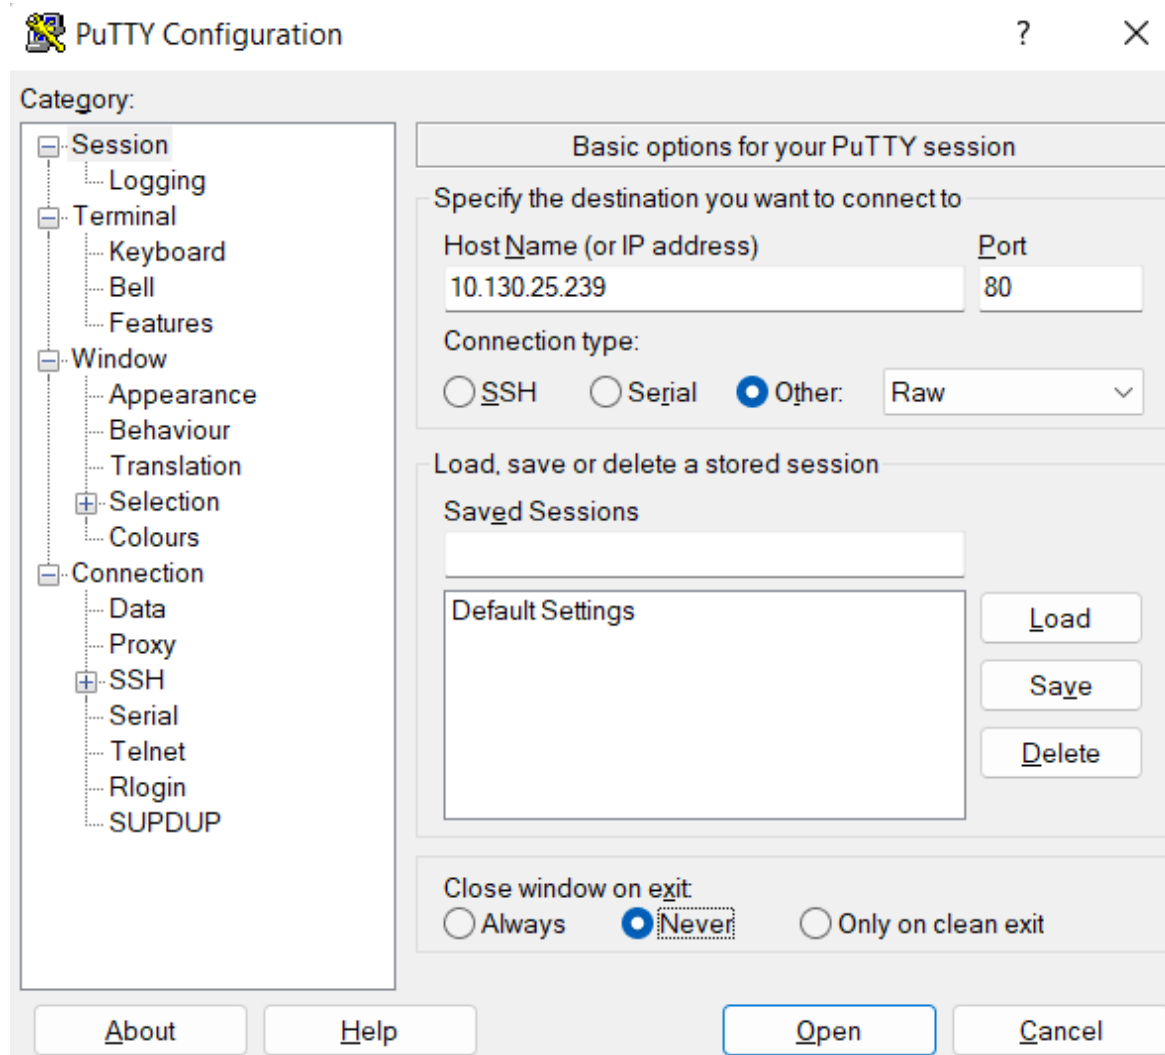 PuTTY Configuration
?
Category:
Session
Logging
Terminal
Keyboard
Bell
Features
Window
Appearance
Behaviour
Translation
Selection
Colours
Connection
Data
Proxy
SSH
Serial
Telnet
Rlogin
SUPDUP
Basic options for your PuTTY session
Specify the destination you want to connect to
Host Name (or IP address) Port
10.130.25.239 80
Connection type:
SSH Serial Other: Raw
Load, save or delete a stored session
Saved Sessions
Default Settings
Load
Save
Delete
Close window on exit:
Always Never Only on clean exit
About Help Open Cancel